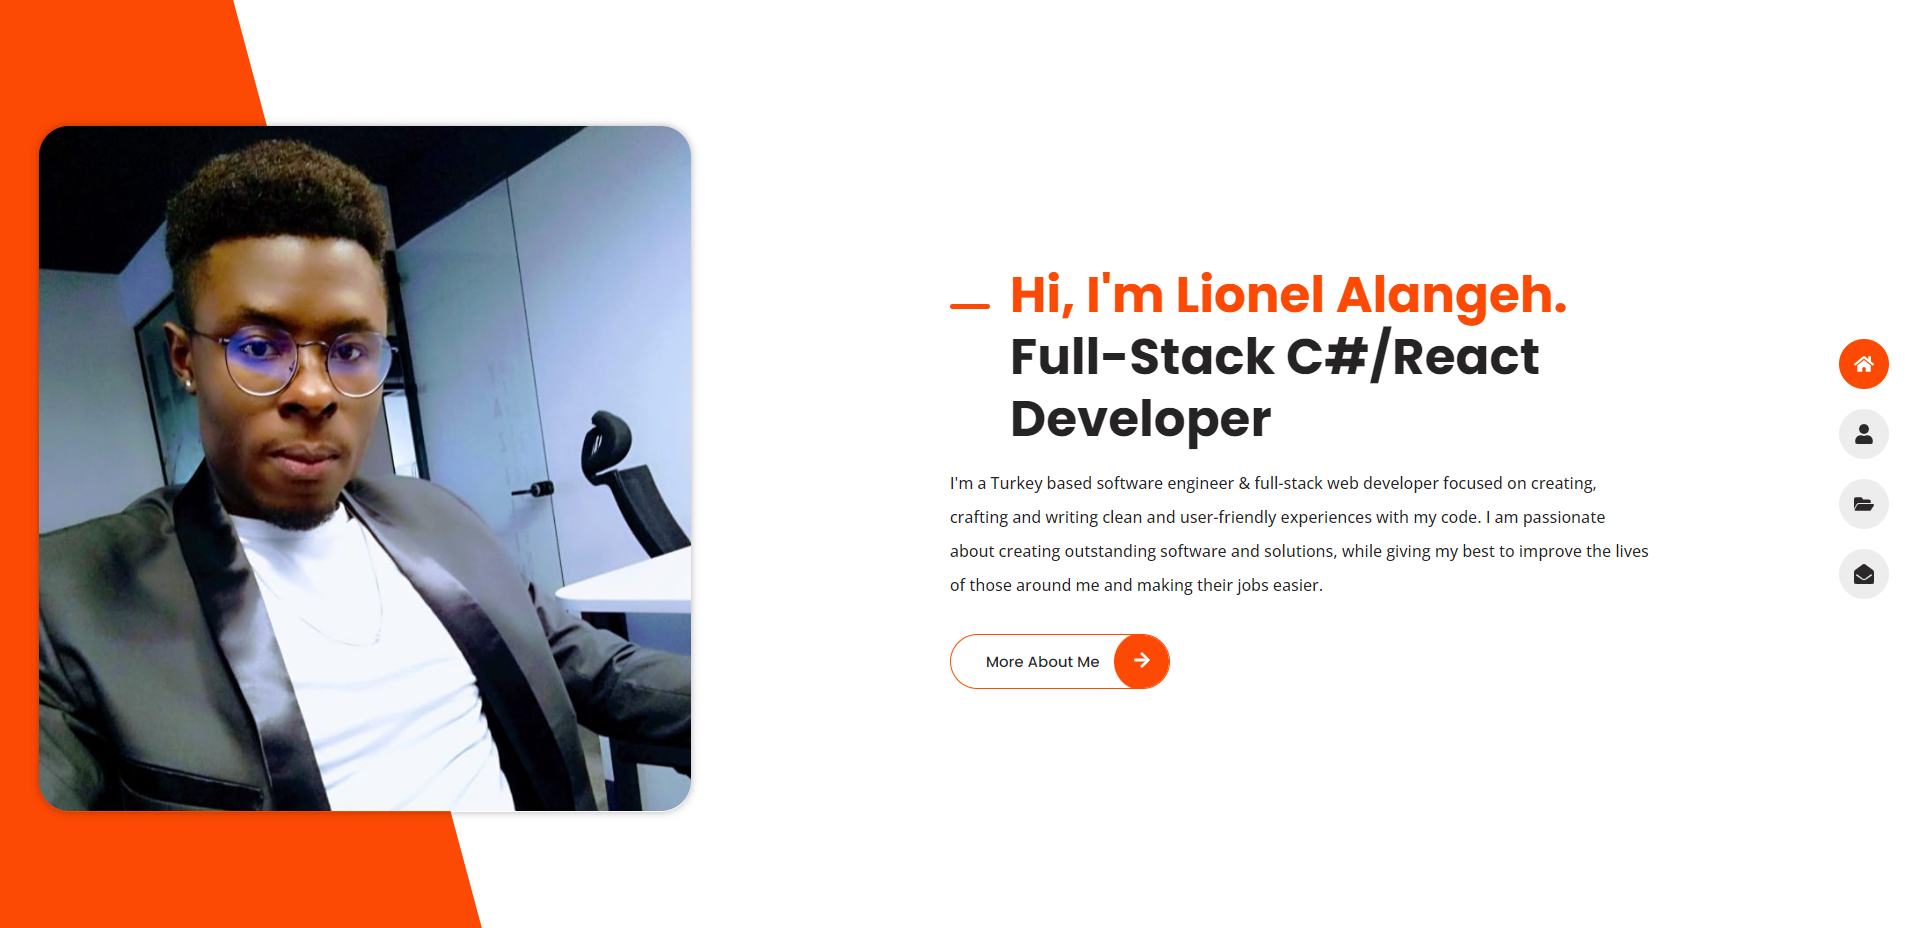 Hi, I'm Lionel Alangeh.
Full-Stack C#/React
Developer
I'm a Turkey based software engineer & full-stack web developer focused on creating,
crafting and writing clean and user-friendly experiences with my code. I am passionate
about creating outstanding software and solutions, while giving my best to improve the lives
of those around me and making their jobs easier.
More About Me